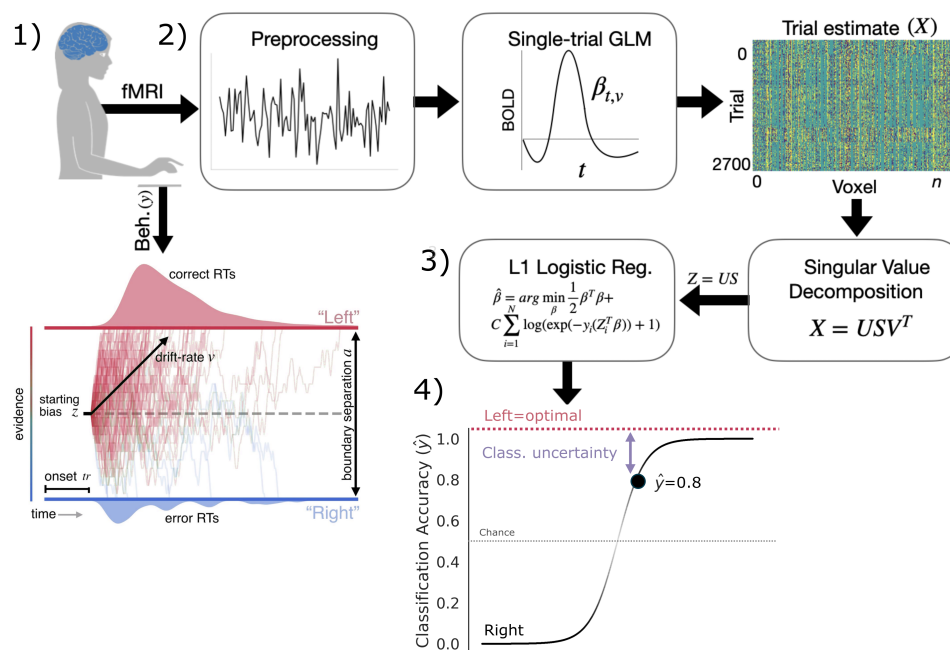 1)
fMRI
Beh. (y)
2)
Preprocessing
Single-trial GLM
BOLD
β_{t,v}
t
Trial estimate (X)
0
Trial
2700
0
Voxel
n
Singular Value
Decomposition
X = USV^T
Z = US
3)
L1 Logistic Reg.
β̂ = arg min_β 1/2 β^T β+
C ∑_{i=1}^N log(exp(−y_i(Z_i^T β)) + 1)
correct RTs
"Left"
drift-rate v
evidence
starting
bias z
boundary separation a
onset tr
time
error RTs
"Right"
4)
Left=optimal
Classification Accuracy (ŷ)
1.0
0.8
0.6
0.4
0.2
0.0
Class. uncertainty
ŷ=0.8
Chance
Right